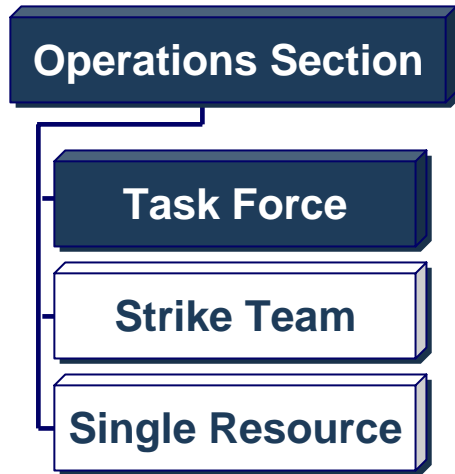 Operations Section
Task Force
Strike Team
Single Resource